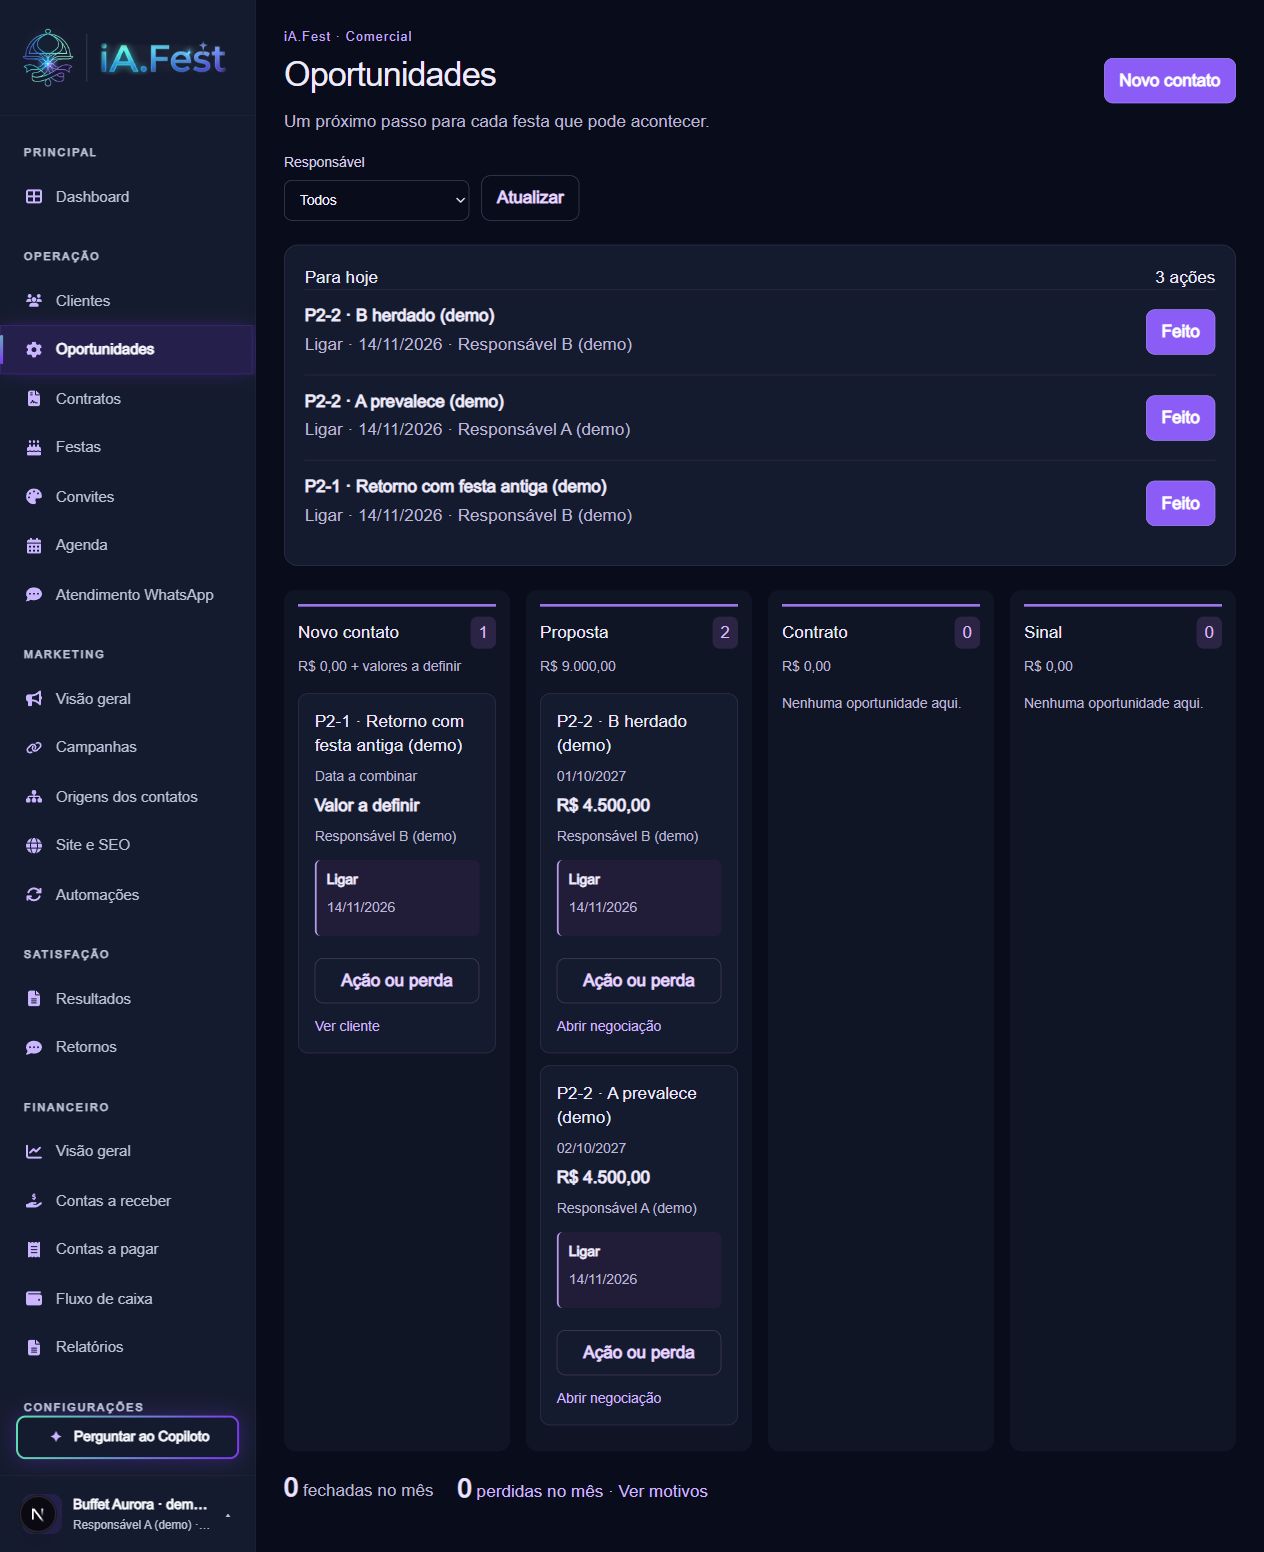 iA.Fest
PRINCIPAL
Dashboard
OPERAÇÃO
Clientes
Oportunidades
Contratos
Festas
Convites
Agenda
Atendimento WhatsApp
MARKETING
Visão geral
Campanhas
Origens dos contatos
Site e SEO
Automações
SATISFAÇÃO
Resultados
Retornos
FINANCEIRO
Visão geral
Contas a receber
Contas a pagar
Fluxo de caixa
Relatórios
CONFIGURAÇÕES
Perguntar ao Copiloto
N
Buffet Aurora · dem...
Responsável A (demo) ·...
iA.Fest · Comercial
Oportunidades
Novo contato
Um próximo passo para cada festa que pode acontecer.
Responsável
Todos
Atualizar
Para hoje
3 ações
P2-2 · B herdado (demo)
Ligar · 14/11/2026 · Responsável B (demo)
Feito
P2-2 · A prevalece (demo)
Ligar · 14/11/2026 · Responsável A (demo)
Feito
P2-1 · Retorno com festa antiga (demo)
Ligar · 14/11/2026 · Responsável B (demo)
Feito
Novo contato 1
R$ 0,00 + valores a definir
P2-1 · Retorno com
festa antiga (demo)
Data a combinar
Valor a definir
Responsável B (demo)
Ligar
14/11/2026
Ação ou perda
Ver cliente
Proposta 2
R$ 9.000,00
P2-2 · B herdado
(demo)
01/10/2027
R$ 4.500,00
Responsável B (demo)
Ligar
14/11/2026
Ação ou perda
Abrir negociação
P2-2 · A prevalece
(demo)
02/10/2027
R$ 4.500,00
Responsável A (demo)
Ligar
14/11/2026
Ação ou perda
Abrir negociação
Contrato 0
R$ 0,00
Nenhuma oportunidade aqui.
Sinal 0
R$ 0,00
Nenhuma oportunidade aqui.
0 fechadas no mês
0 perdidas no mês · Ver motivos